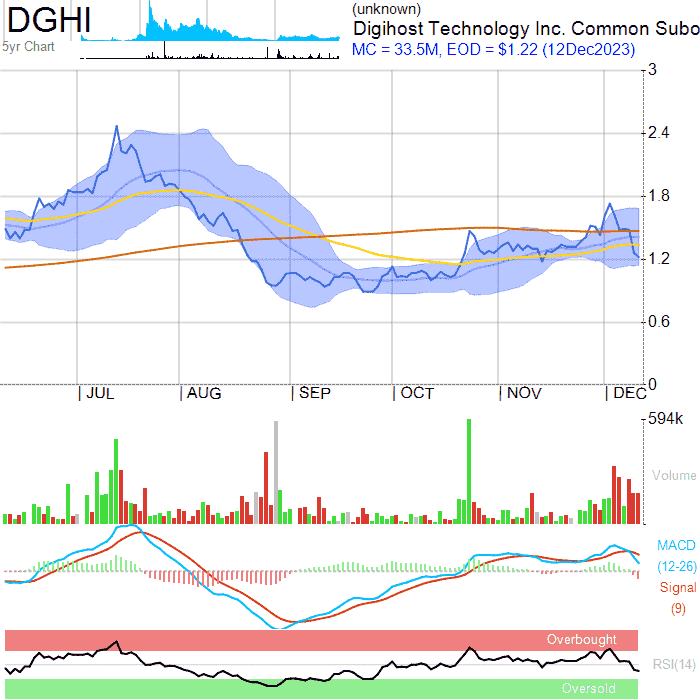 DGHI
5yr Chart
(unknown)
Digihost Technology Inc. Common Subo
MC = 33.5M, EOD = $1.22 (12Dec2023)
3
2.4
1.8
1.2
0.6
0
JUL AUG SEP OCT NOV DEC
594k
Volume
MACD
(12-26)
Signal
(9)
Overbought
RSI(14)
Oversold